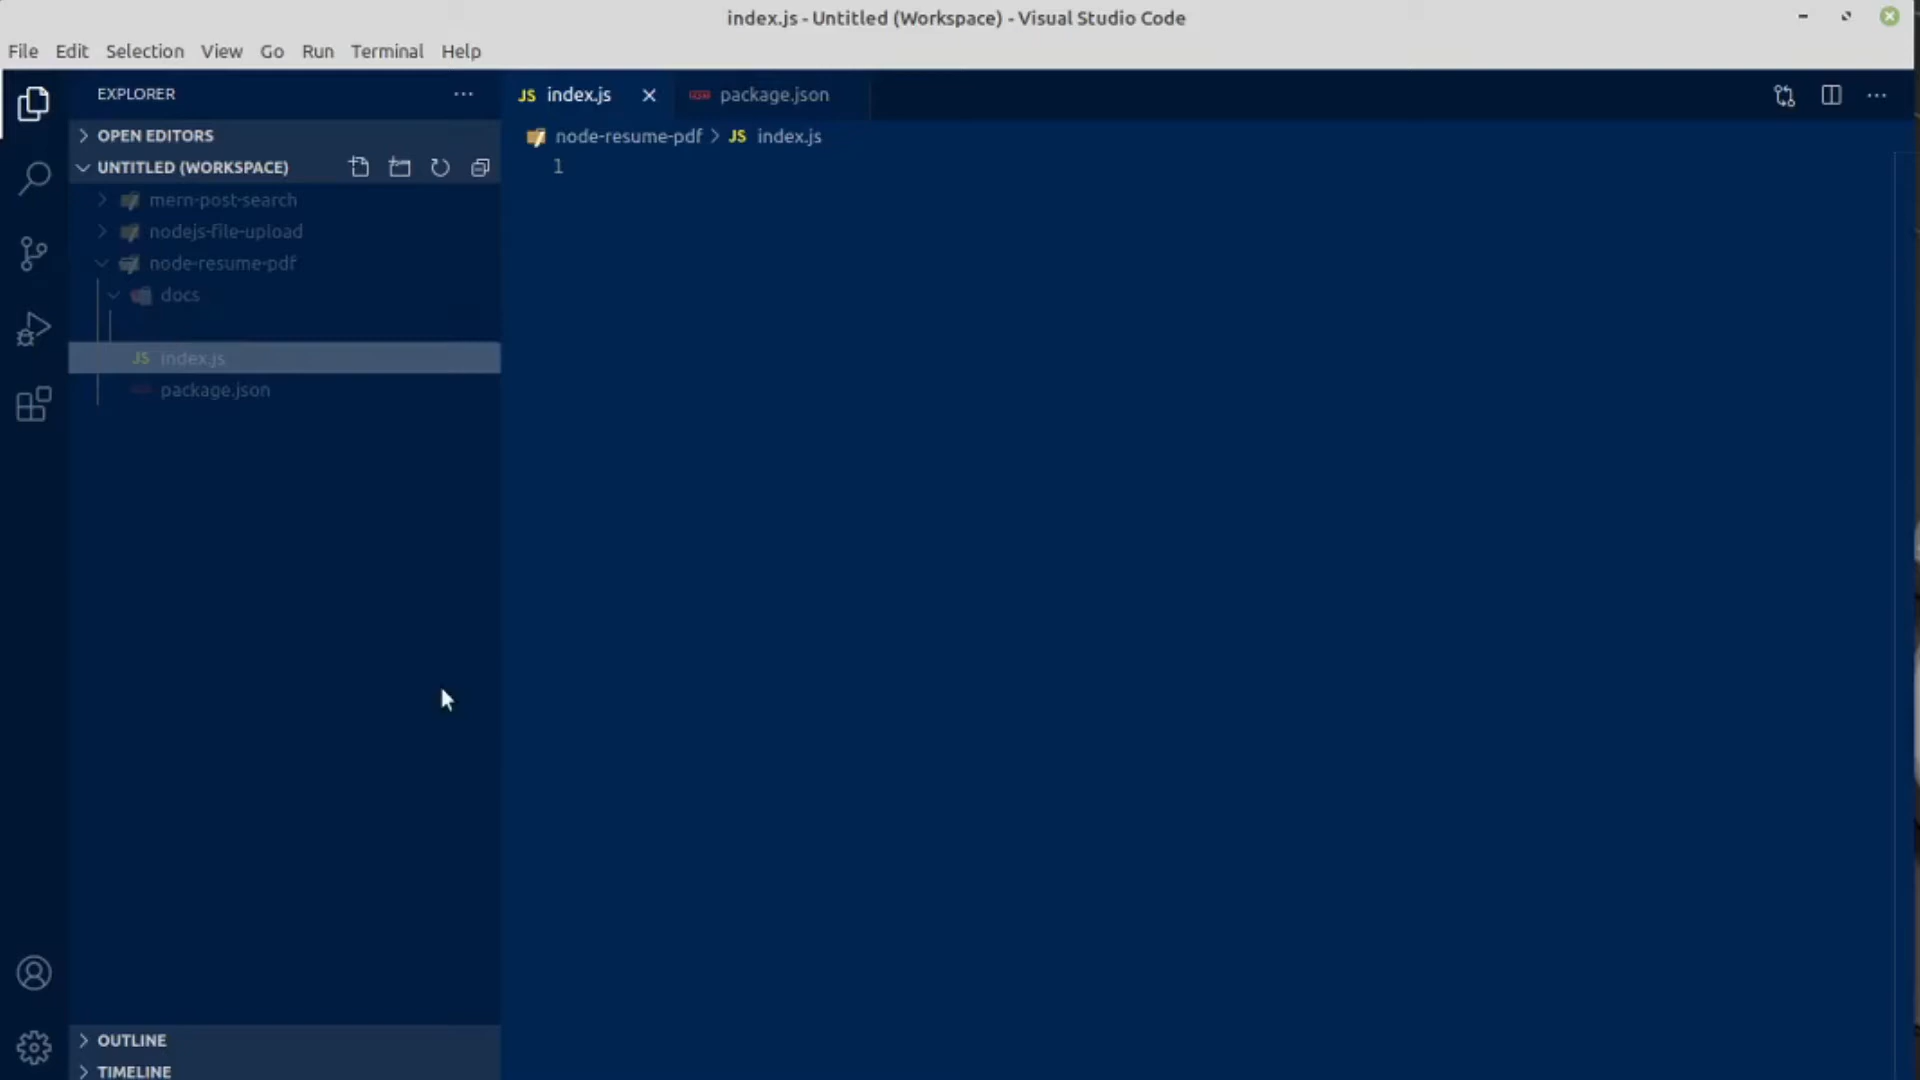 index.js - Untitled (Workspace) - Visual Studio Code
File Edit Selection View Go Run Terminal Help
EXPLORER
JS index.js
package.json
OPEN EDITORS
node-resume-pdf > JS index.js
UNTITLED (WORKSPACE)
1
mern-post-search
nodejs-file-upload
node-resume-pdf
docs
JS index.js
package.json
OUTLINE
TIMELINE